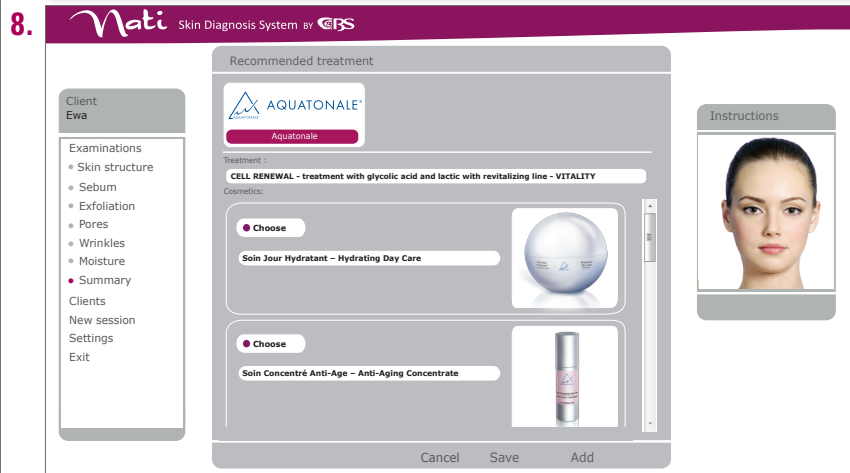 8.
Nati Skin Diagnosis System BY CBS
Recommended treatment
Client
Ewa
Examinations
Skin structure
Sebum
Exfoliation
Pores
Wrinkles
Moisture
Summary
Clients
New session
Settings
Exit
AQUATONALE®
AQUATONALE
Aquatonale
Treatment :
CELL RENEWAL - treatment with glycolic acid and lactic with revitalizing line - VITALITY
Cosmetics:
Choose
Soin Jour Hydratant – Hydrating Day Care
Choose
Soin Concentré Anti-Age – Anti-Aging Concentrate
Cancel Save Add
Instructions